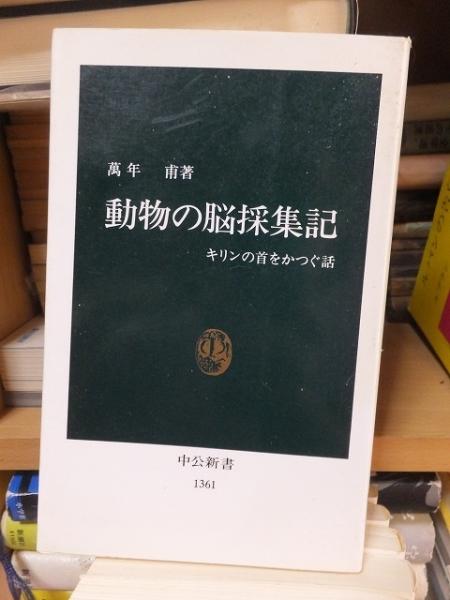 萬年 甫著
動物の脳採集記
キリンの首をかつぐ話
中公新書
1361